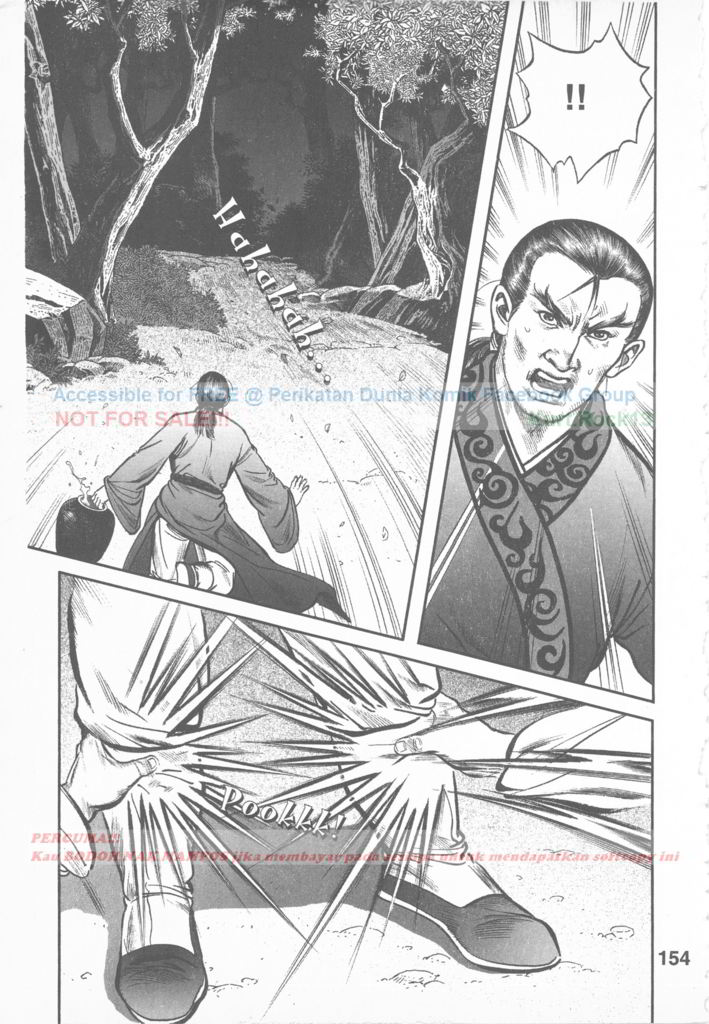 !!
Hahahah...
Accessible for FREE @ Perikatan Dunia Komik Facebook Group
NOT FOR SALE!!!
Pookkk!
PERCUMA!!
Kau BODOH NAK MAMPOS jika membayar pada sesiapa untuk mendapatkan softcopy ini
154